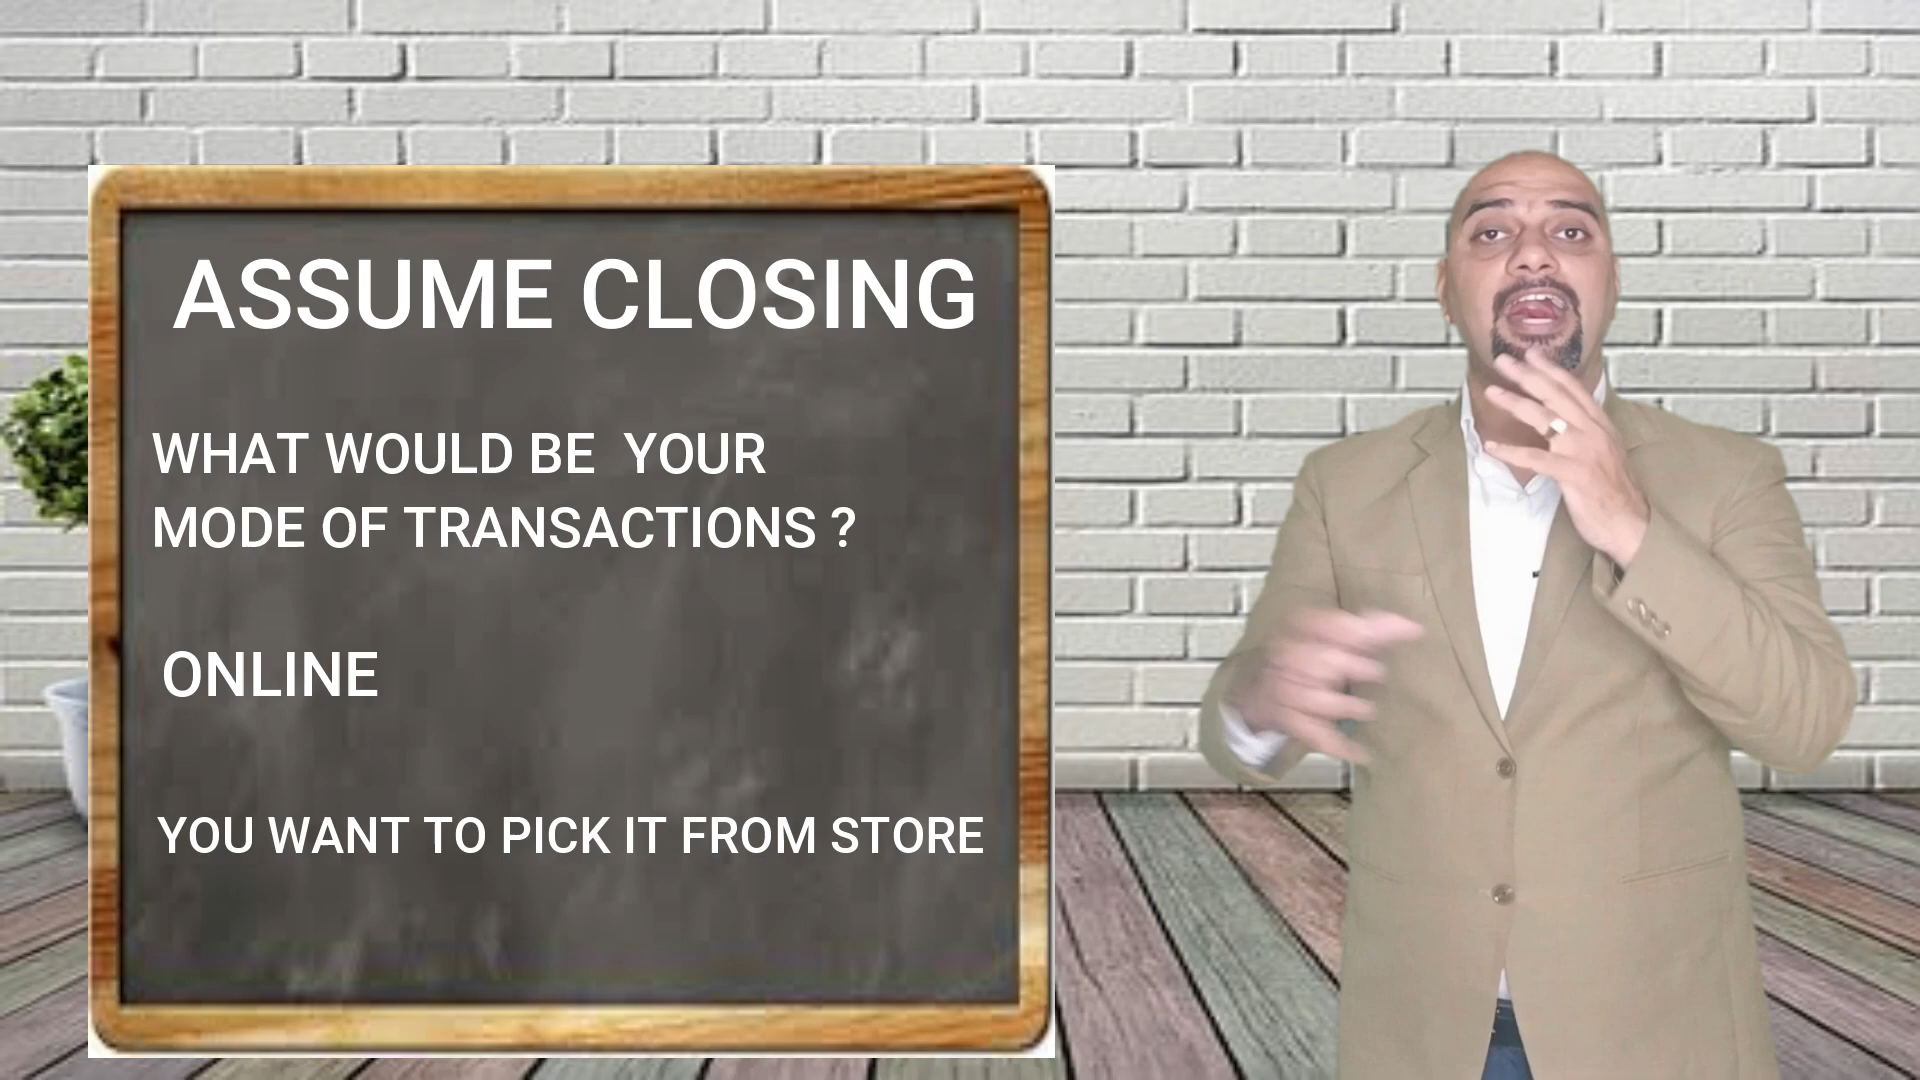 ASSUME CLOSING
WHAT WOULD BE YOUR
MODE OF TRANSACTIONS ?
ONLINE
YOU WANT TO PICK IT FROM STORE